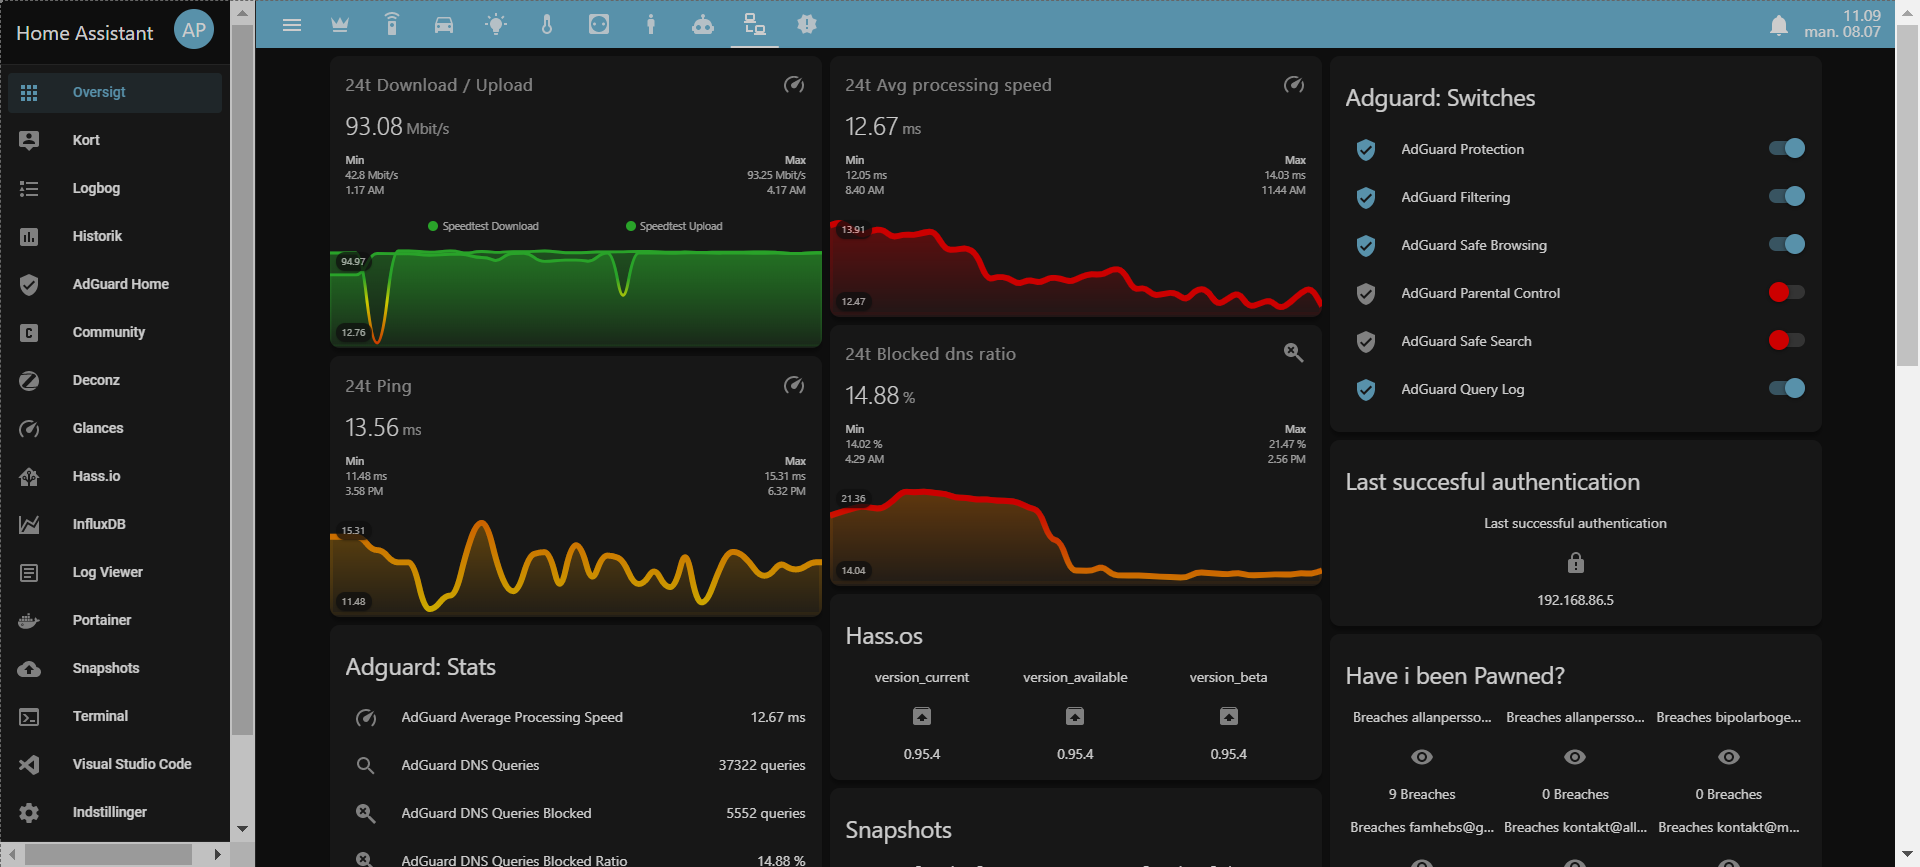 Home Assistant
AP
Oversigt
Kort
Logbog
Historik
AdGuard Home
Community
Deconz
Glances
Hass.io
InfluxDB
Log Viewer
Portainer
Snapshots
Terminal
Visual Studio Code
Indstillinger
11.09
man. 08.07
24t Download / Upload
93.08 Mbit/s
Min
42.8 Mbit/s
1.17 AM
Max
93.25 Mbit/s
4.17 AM
Speedtest Download
Speedtest Upload
94.97
12.76
24t Ping
13.56 ms
Min
11.48 ms
3.58 PM
Max
15.31 ms
6.32 PM
15.31
11.48
Adguard: Stats
AdGuard Average Processing Speed 12.67 ms
AdGuard DNS Queries 37322 queries
AdGuard DNS Queries Blocked 5552 queries
AdGuard DNS Queries Blocked Ratio 14.88 %
24t Avg processing speed
12.67 ms
Min
12.05 ms
8.40 AM
Max
14.03 ms
11.44 AM
13.91
12.47
24t Blocked dns ratio
14.88 %
Min
14.02 %
4.29 AM
Max
21.47 %
2.56 PM
21.36
14.04
Hass.os
version_current version_available version_beta
0.95.4 0.95.4 0.95.4
Snapshots
Adguard: Switches
AdGuard Protection
AdGuard Filtering
AdGuard Safe Browsing
AdGuard Parental Control
AdGuard Safe Search
AdGuard Query Log
Last succesful authentication
Last successful authentication
192.168.86.5
Have i been Pawned?
Breaches allanpersso... Breaches allanpersso... Breaches bipolarboge...
9 Breaches 0 Breaches 0 Breaches
Breaches famhebs@g... Breaches kontakt@all... Breaches kontakt@m...